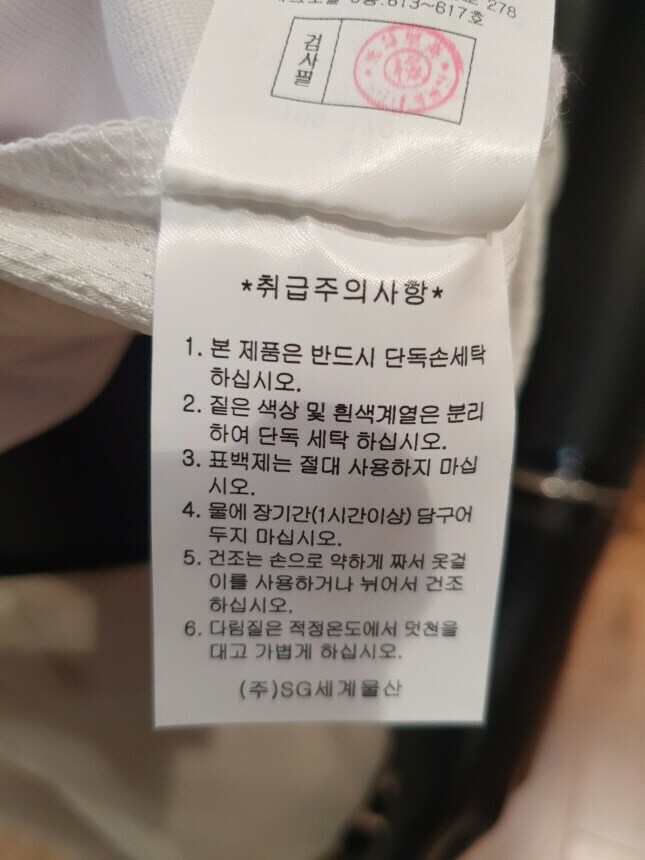 278
613~617호
검사필
*취급주의사항*
1. 본 제품은 반드시 단독손세탁
하십시오.
2. 짙은 색상 및 흰색계열은 분리
하여 단독 세탁 하십시오.
3. 표백제는 절대 사용하지 마십
시오.
4. 물에 장기간(1시간이상) 담구어
두지 마십시오.
5. 건조는 손으로 약하게 짜서 옷걸
이를 사용하거나 뉘어서 건조
하십시오.
6. 다림질은 적정온도에서 덧천을
대고 가볍게 하십시오.
(주)SG세계물산